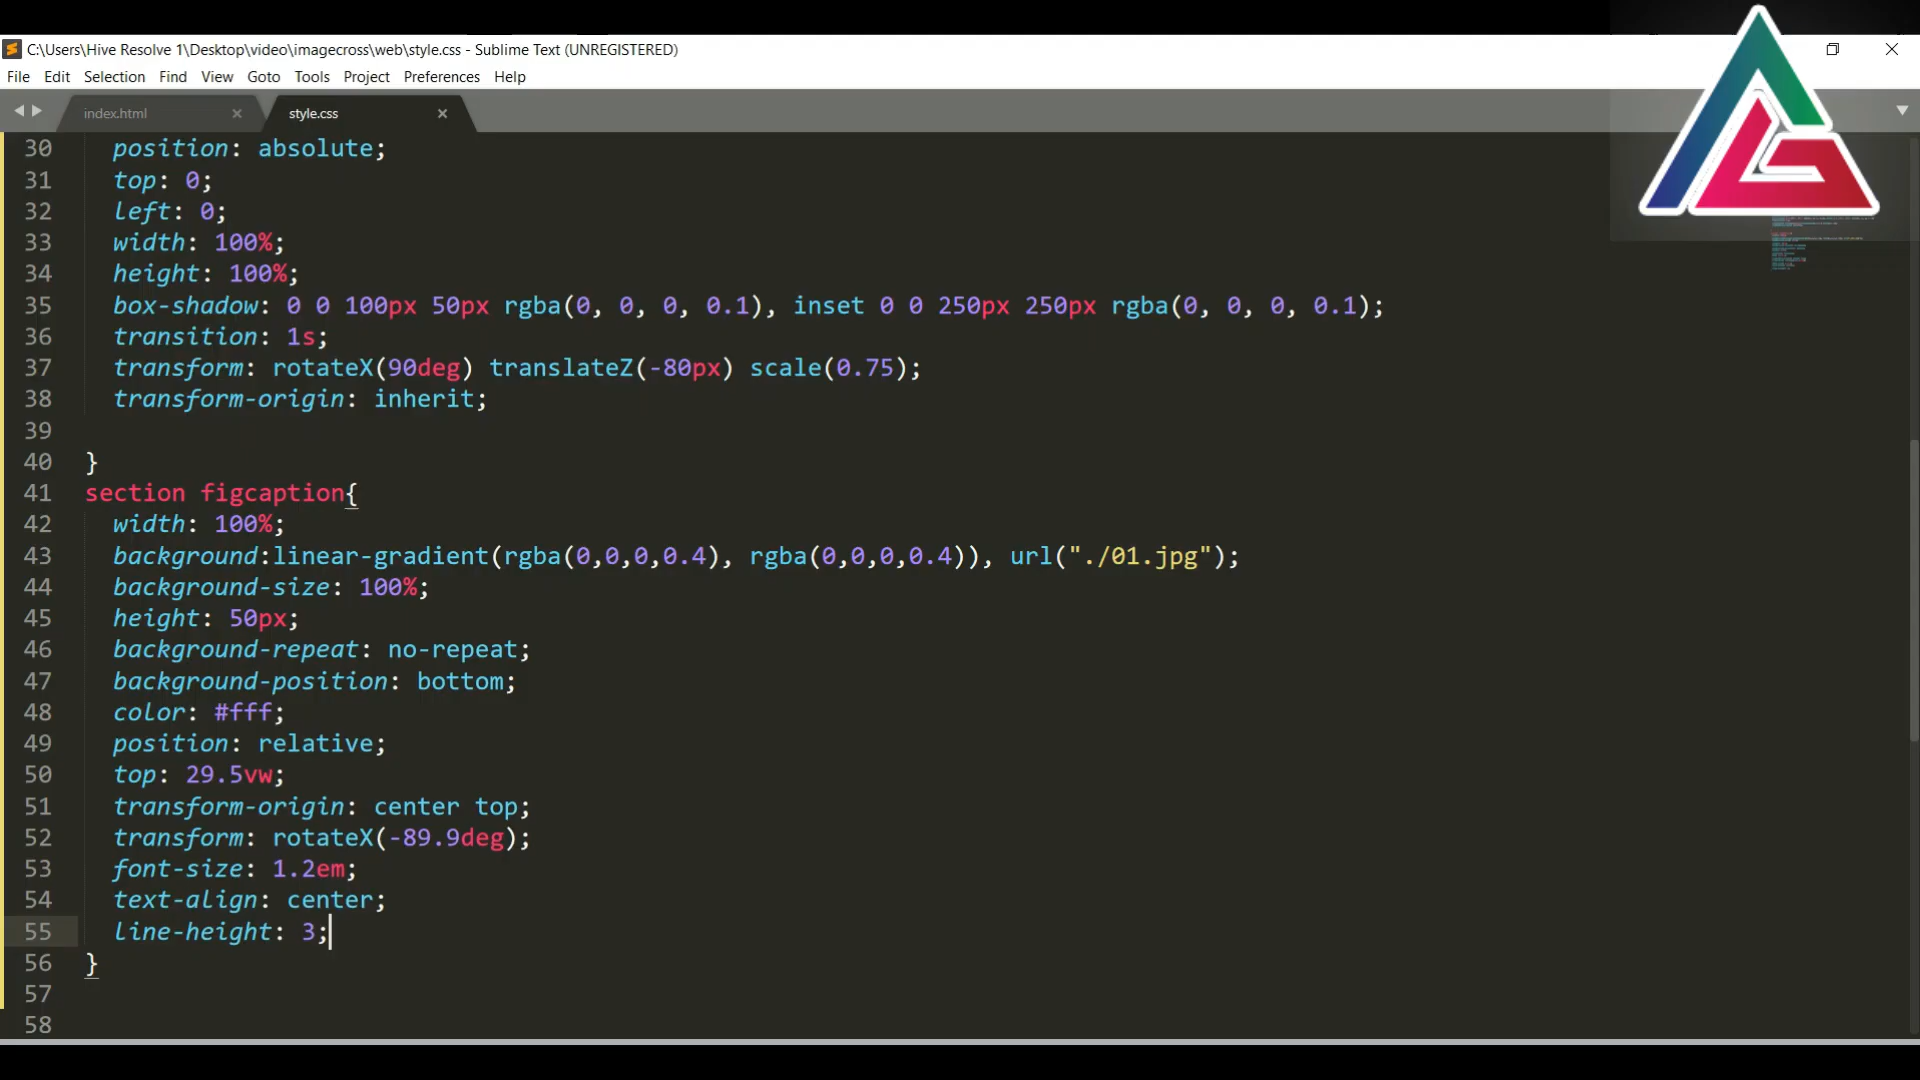 C:\Users\Hive Resolve 1\Desktop\video\imagecross\web\style.css - Sublime Text (UNREGISTERED)
File Edit Selection Find View Goto Tools Project Preferences Help
index.html style.css
30 position: absolute;
31 top: 0;
32 left: 0;
33 width: 100%;
34 height: 100%;
35 box-shadow: 0 0 100px 50px rgba(0, 0, 0, 0.1), inset 0 0 250px 250px rgba(0, 0, 0, 0.1);
36 transition: 1s;
37 transform: rotateX(90deg) translateZ(-80px) scale(0.75);
38 transform-origin: inherit;
39
40 }
41 section figcaption{
42 width: 100%;
43 background:linear-gradient(rgba(0,0,0,0.4), rgba(0,0,0,0.4)), url("./01.jpg");
44 background-size: 100%;
45 height: 50px;
46 background-repeat: no-repeat;
47 background-position: bottom;
48 color: #fff;
49 position: relative;
50 top: 29.5vw;
51 transform-origin: center top;
52 transform: rotateX(-89.9deg);
53 font-size: 1.2em;
54 text-align: center;
55 line-height: 3;
56 }
57
58